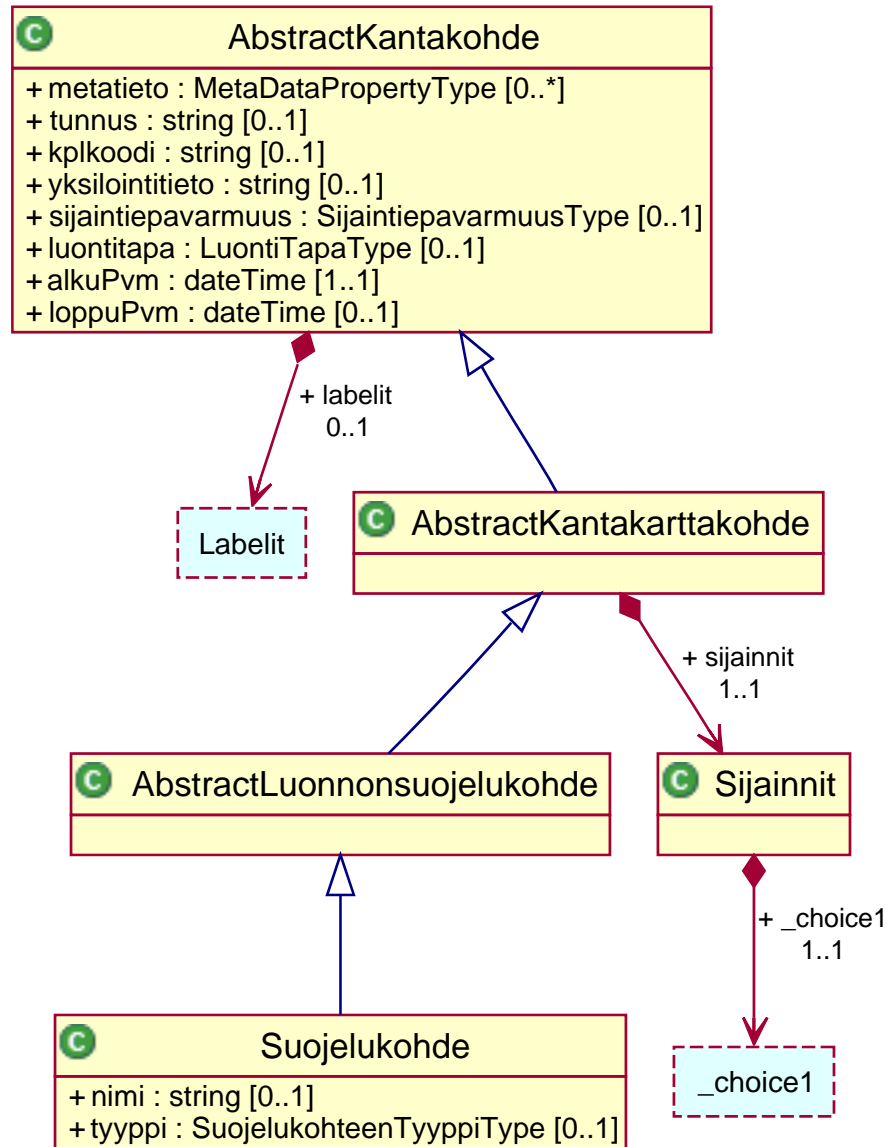 C AbstractKantakohde
+ metatieto : MetaDataPropertyType [0..*]
+ tunnus : string [0..1]
+ kplkoodi : string [0..1]
+ yksilointitieto : string [0..1]
+ sijaintiepavarmuus : SijaintiepavarmuusType [0..1]
+ luontitapa : LuontiTapaType [0..1]
+ alkuPvm : dateTime [1..1]
+ loppuPvm : dateTime [0..1]
+ labelit
0..1
Labelit
C AbstractKantakarttakohde
+ sijainnit
1..1
C AbstractLuonnonsuojelukohde
C Sijainnit
+ _choice1
1..1
C Suojelukohde
+ nimi : string [0..1]
+ tyyppi : SuojelukohteenTyyppiType [0..1]
_choice1